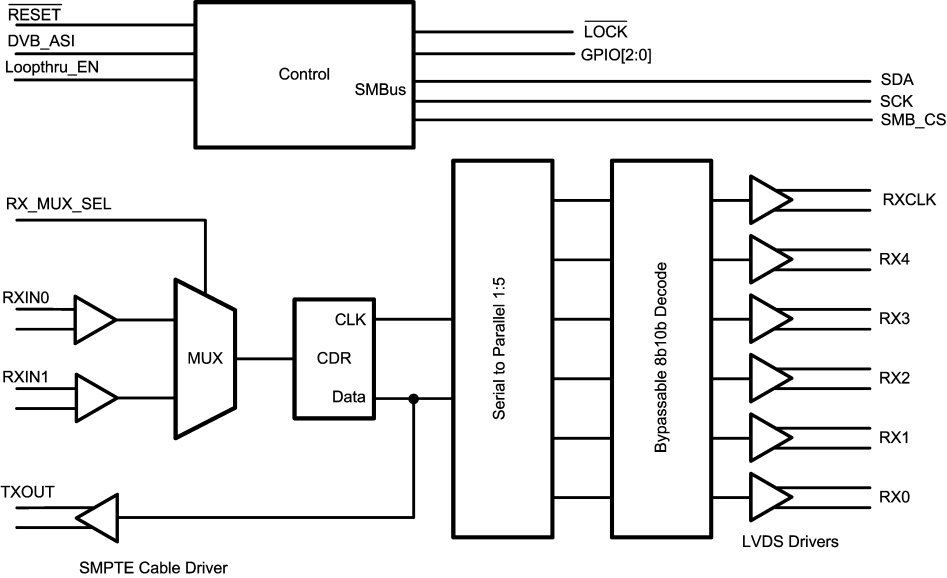 RESET
DVB_ASI
Loopthru_EN
Control
SMBus
LOCK
GPIO[2:0]
SDA
SCK
SMB_CS
RX_MUX_SEL
RXIN0
RXIN1
MUX
CLK
CDR
Data
Serial to Parallel 1:5
Bypassable 8b10b Decode
RXCLK
RX4
RX3
RX2
RX1
RX0
TXOUT
SMPTE Cable Driver
LVDS Drivers